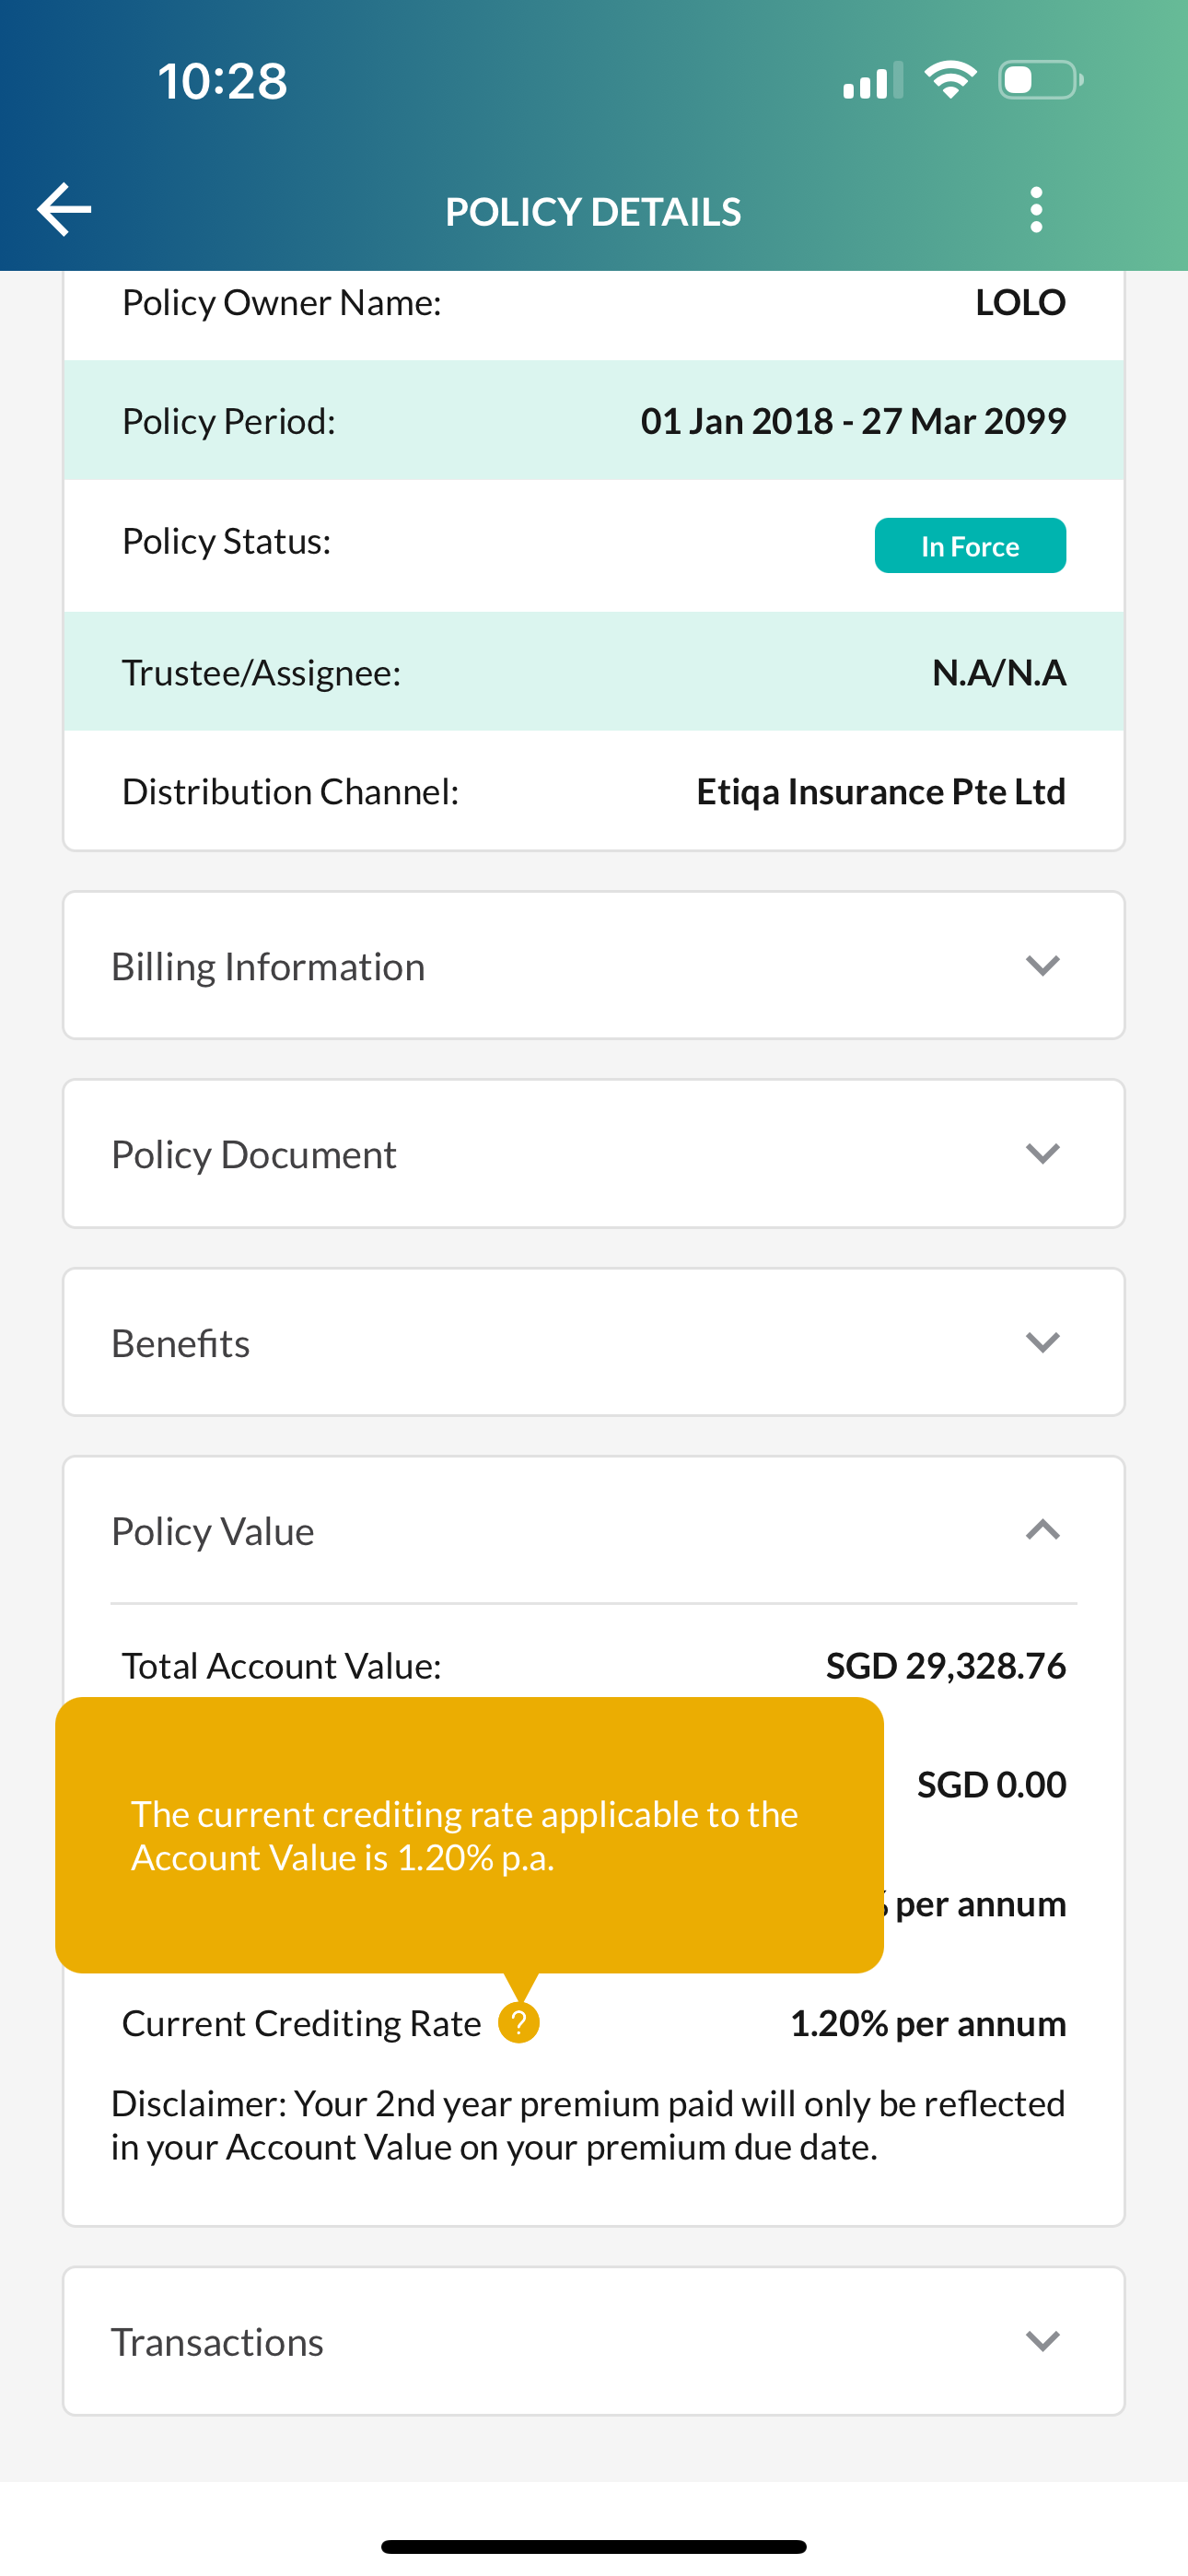 10:28
POLICY DETAILS
Policy Owner Name: LOLO
Policy Period: 01 Jan 2018 - 27 Mar 2099
Policy Status: In Force
Trustee/Assignee: N.A/N.A
Distribution Channel: Etiqa Insurance Pte Ltd
Billing Information
Policy Document
Benefits
Policy Value
Total Account Value: SGD 29,328.76
SGD 0.00
The current crediting rate applicable to the
Account Value is 1.20% p.a.
per annum
Current Crediting Rate ? 1.20% per annum
Disclaimer: Your 2nd year premium paid will only be reflected
in your Account Value on your premium due date.
Transactions